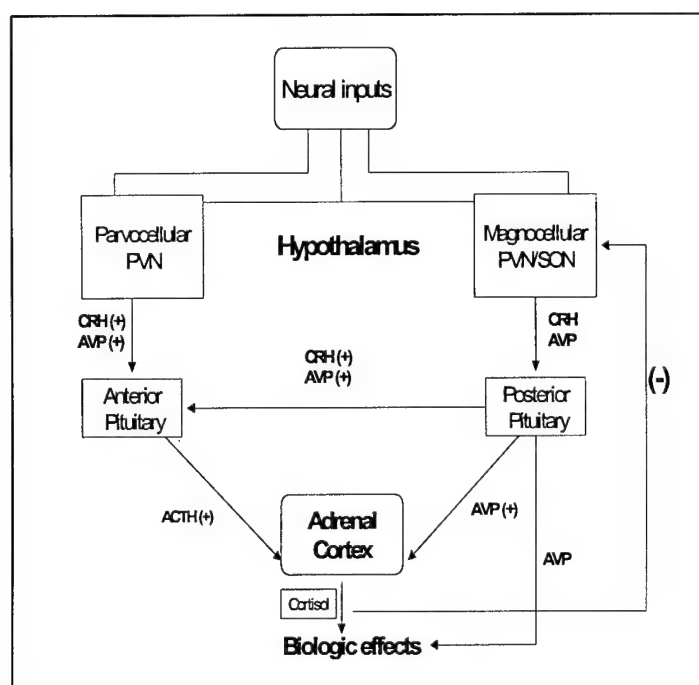 Neural inputs
Parvocellular
PVN
Hypothalamus
Magnocellular
PVN/SON
CRH (+)
AVP (+)
CRH
AVP
CRH (+)
AVP (+)
(-)
Anterior
Pituitary
Posterior
Pituitary
ACTH (+)
Adrenal
Cortex
AVP (+)
AVP
Cortisol
Biologic effects